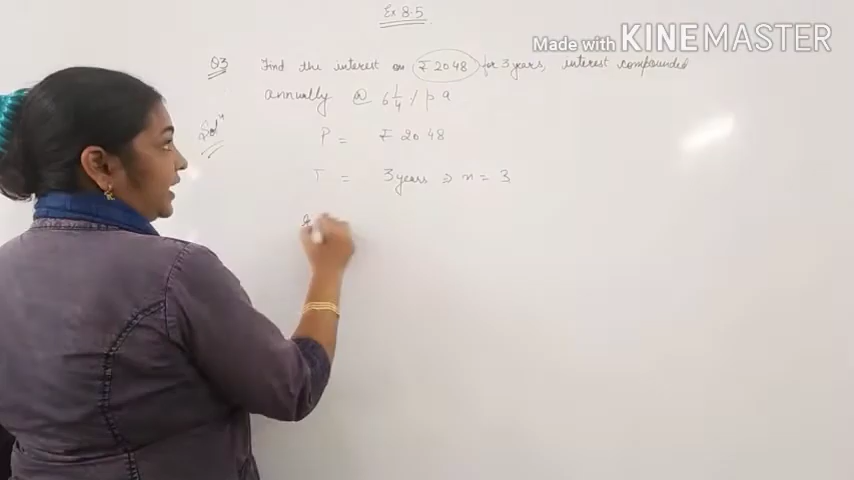 Ex 8.5
Made with KINEMASTER
Q3 Find the interest on ₹ 2048 for 3 years, interest compounded
annually @ 6 1/4 % p a
Sol^n
P = ₹ 2048
T = 3 years ⇒ n = 3